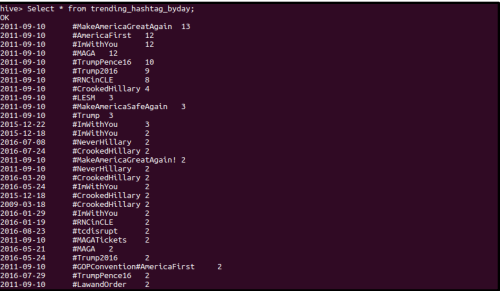 hive> Select * from trending_hashtag_byday;
OK
2011-09-10 #MakeAmericaGreatAgain 13
2011-09-10 #AmericaFirst 12
2011-09-10 #ImWithYou 12
2011-09-10 #MAGA 12
2011-09-10 #TrumpPence16 10
2011-09-10 #Trump2016 9
2011-09-10 #RNCinCLE 8
2011-09-10 #CrookedHillary 4
2011-09-10 #LESM 3
2011-09-10 #MakeAmericaSafeAgain 3
2011-09-10 #Trump 3
2015-12-22 #ImWithYou 3
2015-12-18 #ImWithYou 2
2016-07-08 #NeverHillary 2
2016-07-24 #CrookedHillary 2
2011-09-10 #MakeAmericaGreatAgain! 2
2011-09-10 #NeverHillary 2
2016-03-20 #CrookedHillary 2
2016-05-24 #ImWithYou 2
2015-12-18 #CrookedHillary 2
2009-03-18 #CrookedHillary 2
2016-01-29 #ImWithYou 2
2016-01-19 #RNCinCLE 2
2016-08-23 #tcdisrupt 2
2011-09-10 #MAGATickets 2
2016-05-21 #MAGA 2
2016-05-24 #Trump2016 2
2011-09-10 #GOPConvention#AmericaFirst 2
2016-07-29 #TrumpPence16 2
2011-09-10 #LawandOrder 2